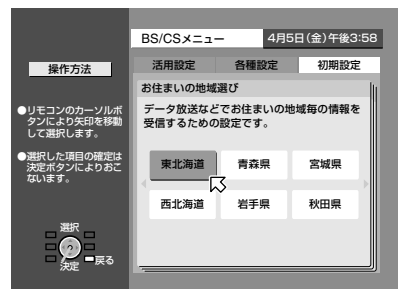 BS/CSメニュー
4月5日(金)午後3:58
操作方法
活用設定
各種設定
初期設定
お住まいの地域選び
データ放送などでお住まいの地域毎の情報を
受信するための設定です。
●リモコンのカーソルボ
タンにより矢印を移動
して選択します。
●選択した項目の確定は
決定ボタンによりおこ
ないます。
東北海道
青森県
宮城県
西北海道
岩手県
秋田県
選択
戻る
決定